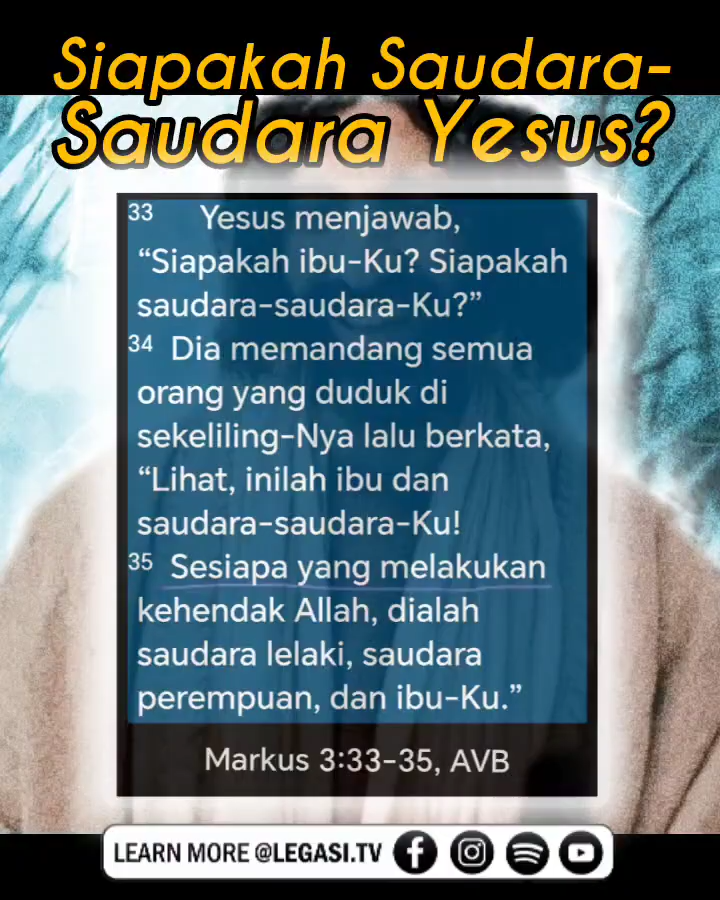 Siapakah Saudara-
Saudara Yesus?
33 Yesus menjawab,
“Siapakah ibu-Ku? Siapakah
saudara-saudara-Ku?”
34 Dia memandang semua
orang yang duduk di
sekeliling-Nya lalu berkata,
“Lihat, inilah ibu dan
saudara-saudara-Ku!
35 Sesiapa yang melakukan
kehendak Allah, dialah
saudara lelaki, saudara
perempuan, dan ibu-Ku.”
Markus 3:33-35, AVB
LEARN MORE @LEGASI.TV